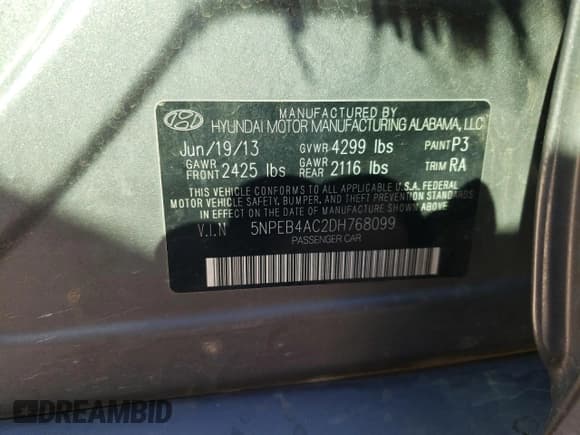 MANUFACTURED BY
HYUNDAI MOTOR MANUFACTURING ALABAMA, LLC
Jun/19/13 GVWR 4299 lbs PAINT P3
GAWR FRONT 2425 lbs GAWR REAR 2116 lbs TRIM RA
THIS VEHICLE CONFORMS TO ALL APPLICABLE U.S.A. FEDERAL
MOTOR VEHICLE SAFETY, BUMPER, AND THEFT PREVENTION STANDARDS
IN EFFECT ON THE DATE OF MANUFACTURE SHOWN ABOVE.
V.I.N 5NPEB4AC2DH768099
PASSENGER CAR
DREAMBID